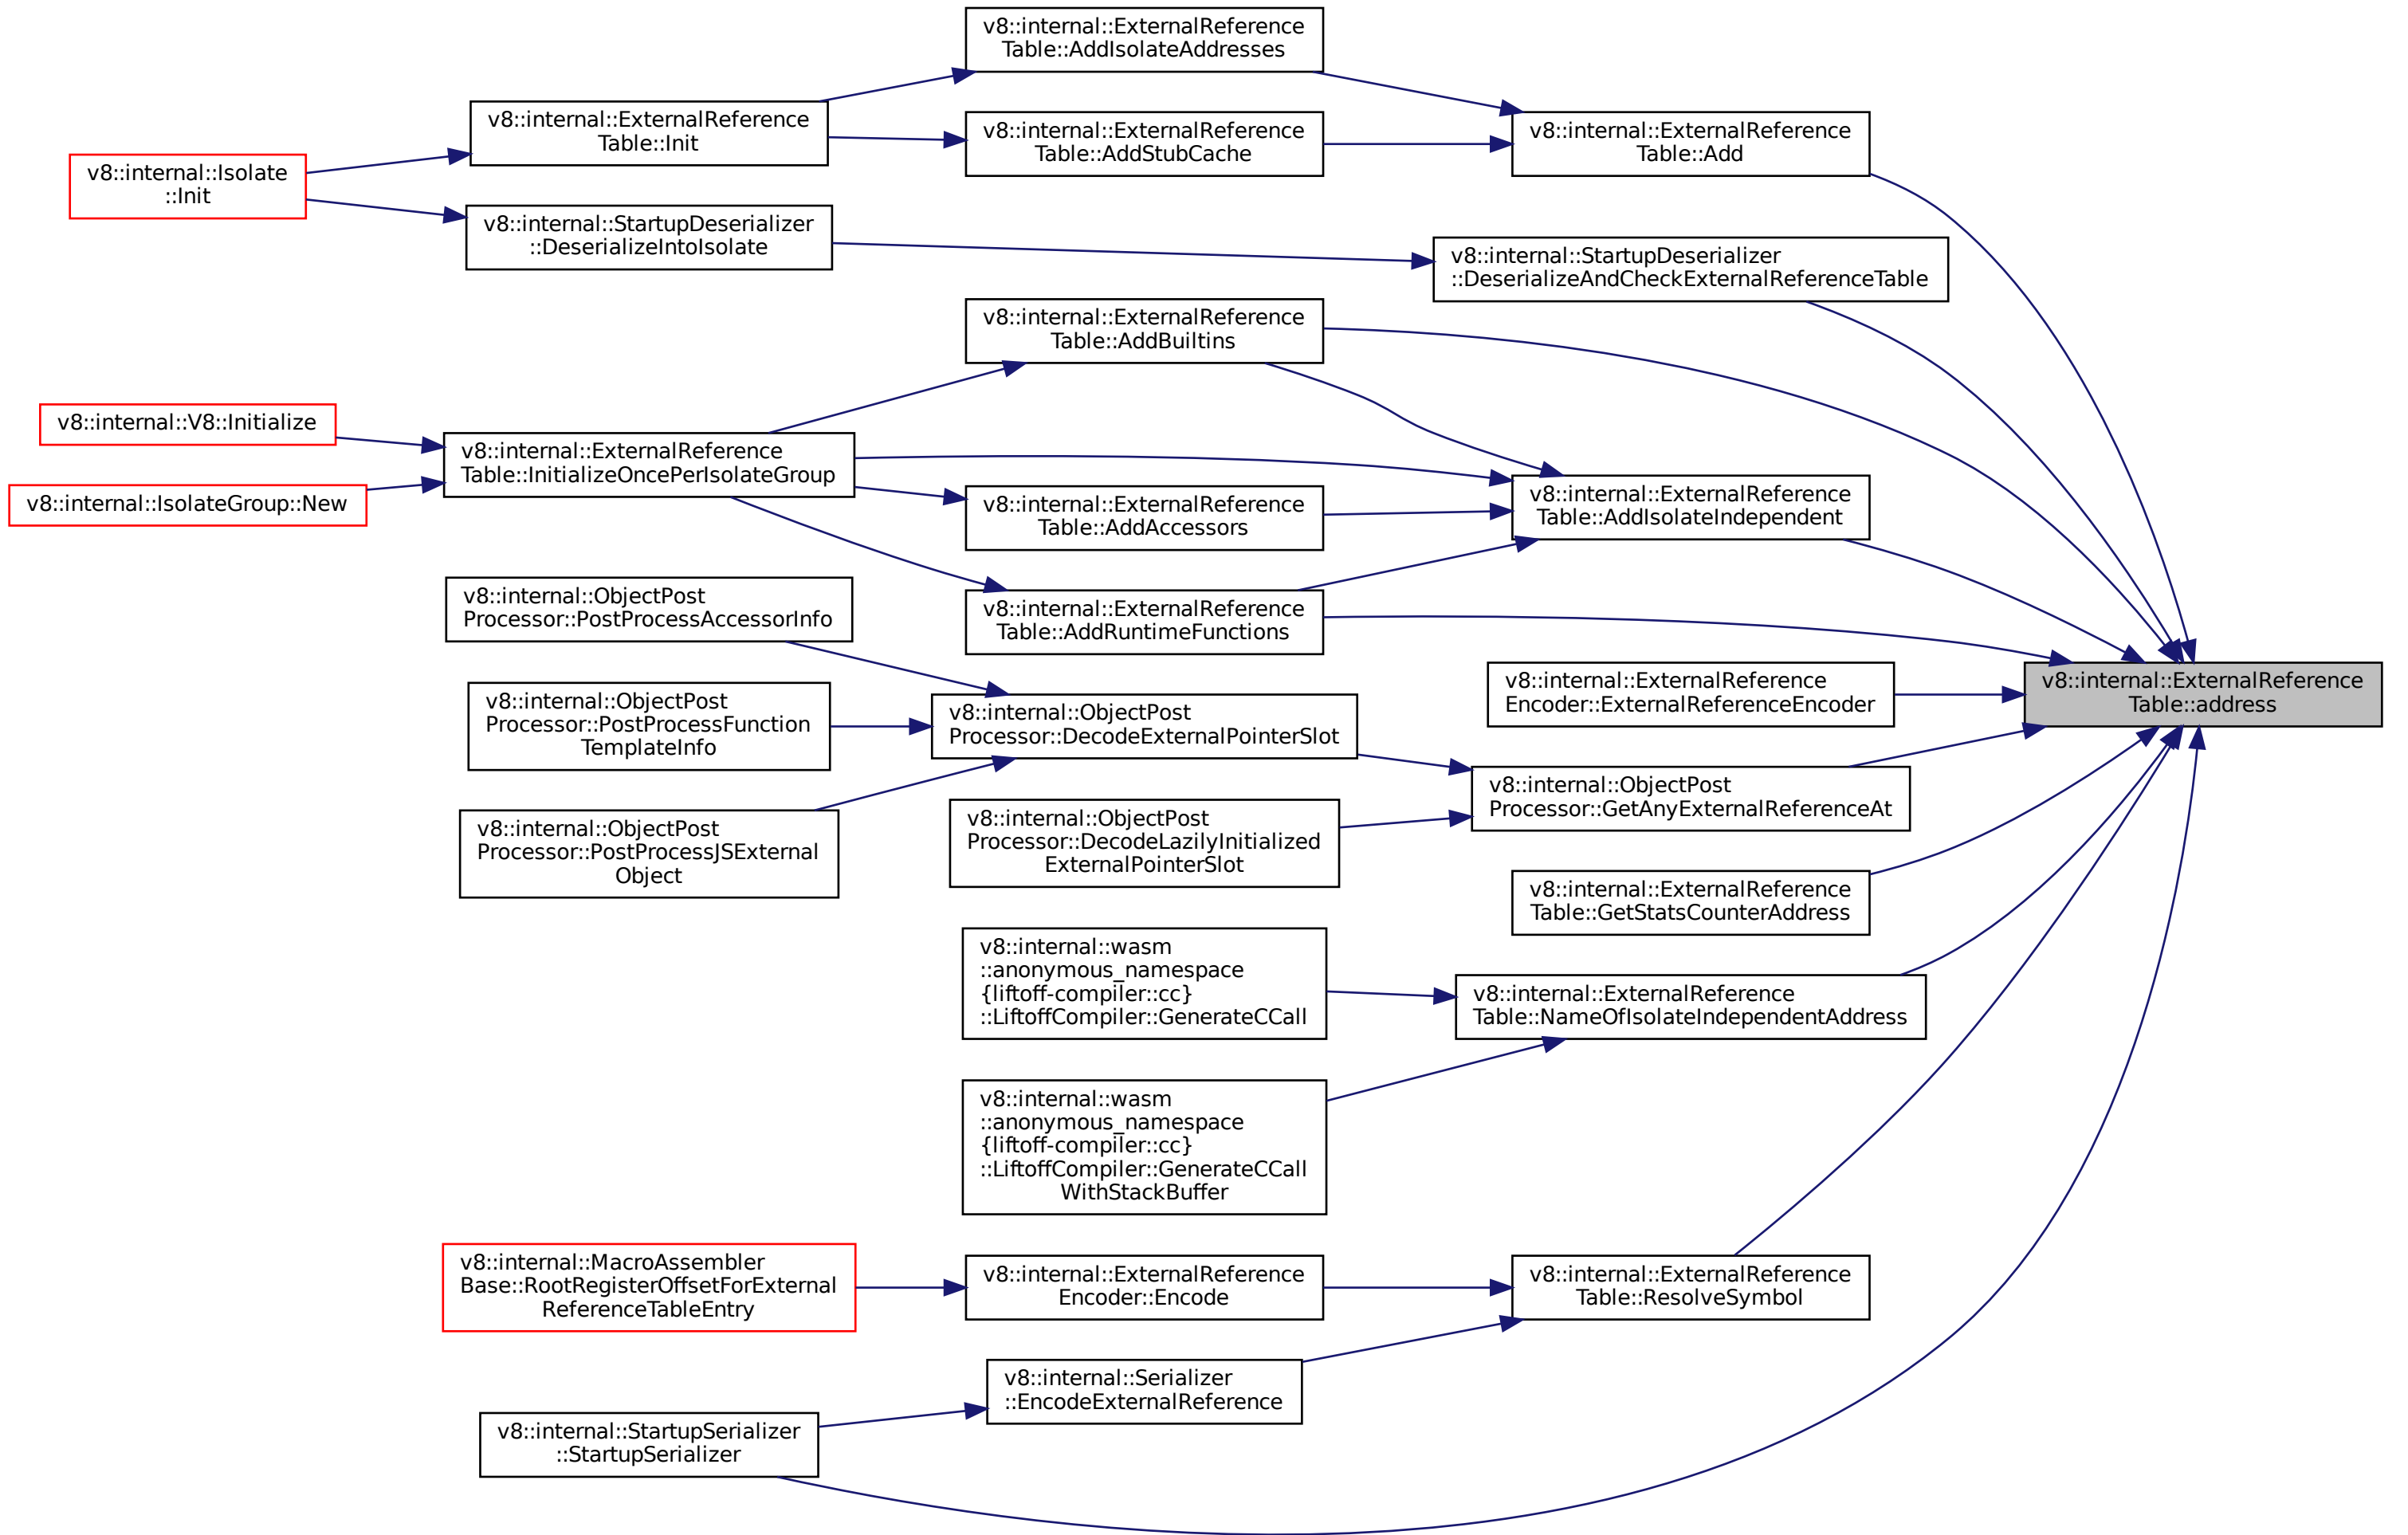 v8::internal::ExternalReference
Table::AddIsolateAddresses
v8::internal::ExternalReference
Table::Init
v8::internal::ExternalReference
Table::AddStubCache
v8::internal::ExternalReference
Table::Add
v8::internal::Isolate
::Init
v8::internal::StartupDeserializer
::DeserializeIntoIsolate
v8::internal::StartupDeserializer
::DeserializeAndCheckExternalReferenceTable
v8::internal::ExternalReference
Table::AddBuiltins
v8::internal::V8::Initialize
v8::internal::ExternalReference
Table::InitializeOncePerIsolateGroup
v8::internal::IsolateGroup::New
v8::internal::ExternalReference
Table::AddAccessors
v8::internal::ExternalReference
Table::AddIsolateIndependent
v8::internal::ObjectPost
Processor::PostProcessAccessorInfo
v8::internal::ExternalReference
Table::AddRuntimeFunctions
v8::internal::ExternalReference
Encoder::ExternalReferenceEncoder
v8::internal::ExternalReference
Table::address
v8::internal::ObjectPost
Processor::PostProcessFunction
TemplateInfo
v8::internal::ObjectPost
Processor::DecodeExternalPointerSlot
v8::internal::ObjectPost
Processor::GetAnyExternalReferenceAt
v8::internal::ObjectPost
Processor::PostProcessJSExternal
Object
v8::internal::ObjectPost
Processor::DecodeLazilyInitialized
ExternalPointerSlot
v8::internal::ExternalReference
Table::GetStatsCounterAddress
v8::internal::wasm
::anonymous_namespace
{liftoff-compiler::cc}
::LiftoffCompiler::GenerateCCall
v8::internal::ExternalReference
Table::NameOfIsolateIndependentAddress
v8::internal::wasm
::anonymous_namespace
{liftoff-compiler::cc}
::LiftoffCompiler::GenerateCCall
WithStackBuffer
v8::internal::MacroAssembler
Base::RootRegisterOffsetForExternal
ReferenceTableEntry
v8::internal::ExternalReference
Encoder::Encode
v8::internal::ExternalReference
Table::ResolveSymbol
v8::internal::Serializer
::EncodeExternalReference
v8::internal::StartupSerializer
::StartupSerializer